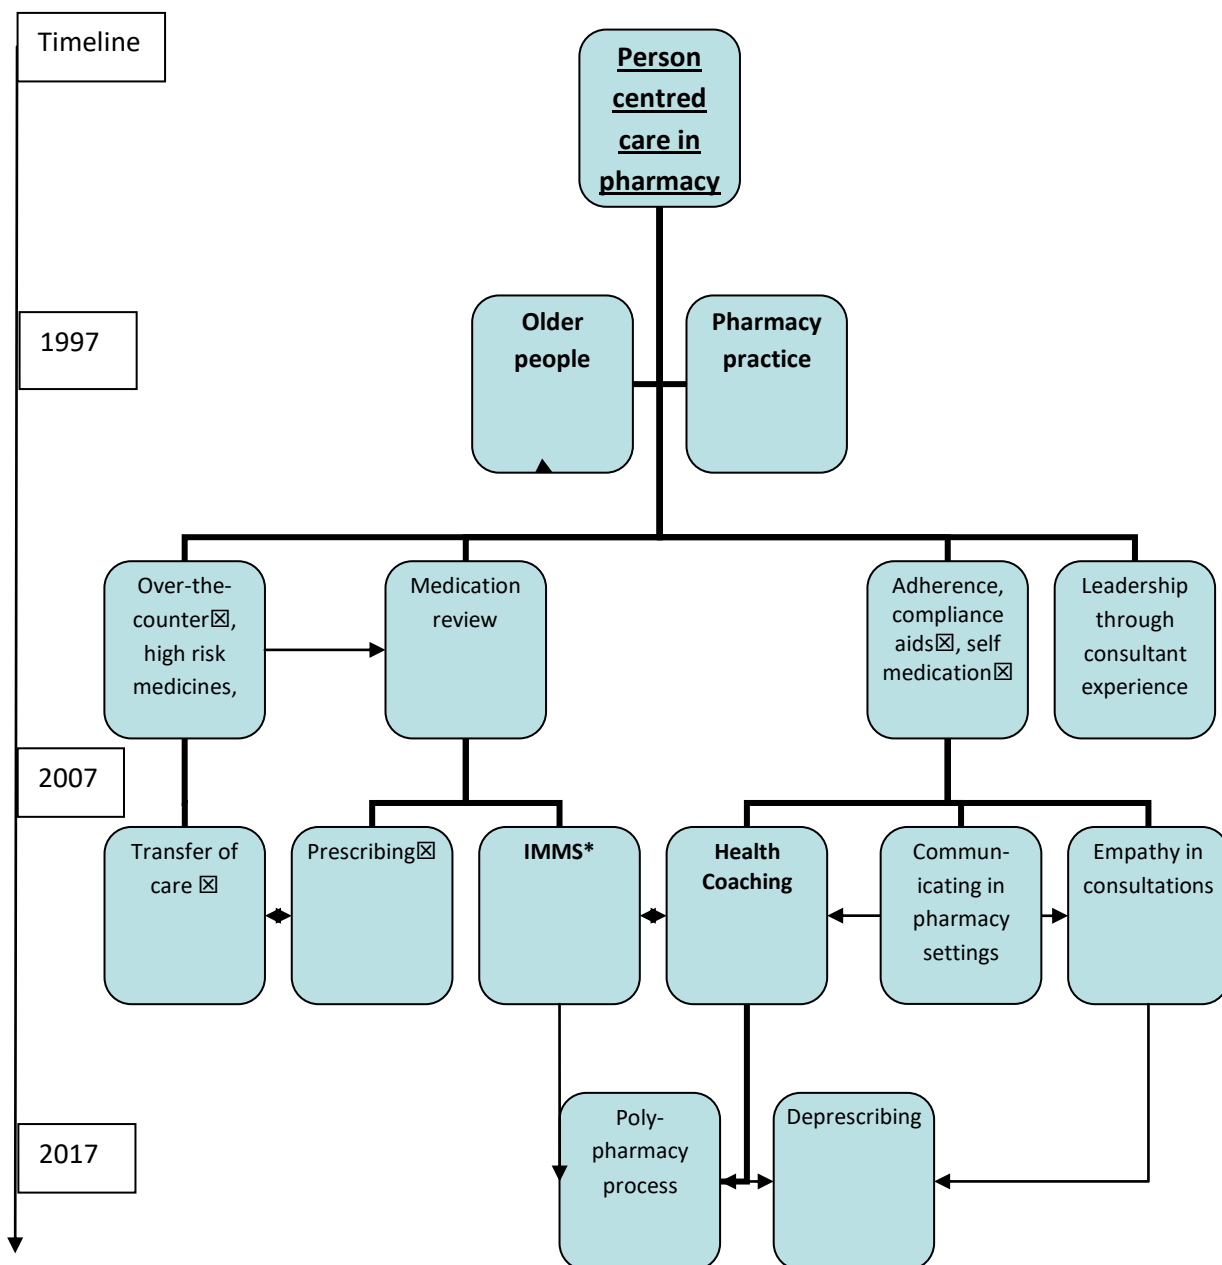 Timeline
Person
centred
care in
pharmacy
1997
Older
people
Pharmacy
practice
Over-the-
counter☒,
high risk
medicines,
Medication
review
Adherence,
compliance
aids☒, self
medication☒
Leadership
through
consultant
experience
2007
Transfer of
care ☒
Prescribing☒
IMMS*
Health
Coaching
Commun-
icating in
pharmacy
settings
Empathy in
consultations
2017
Poly-
pharmacy
process
Deprescribing